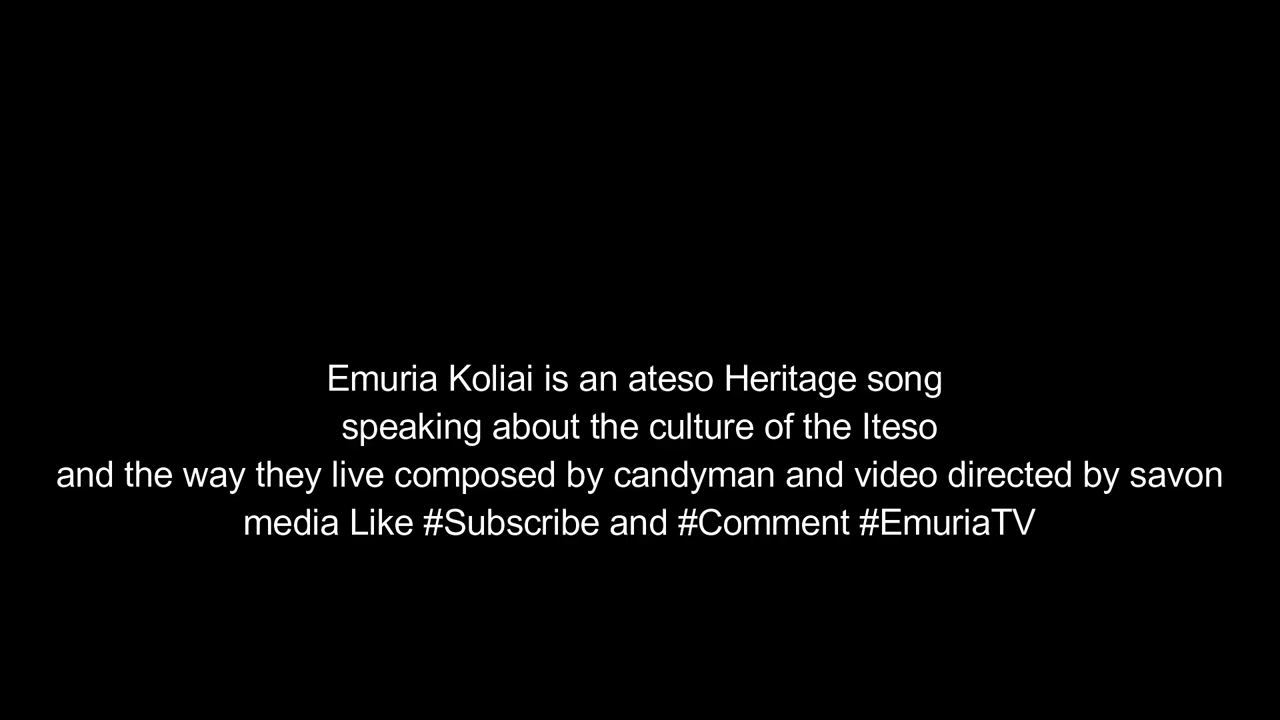 Emuria Koliai is an ateso Heritage song
speaking about the culture of the Iteso
and the way they live composed by candyman and video directed by savon
media Like #Subscribe and #Comment #EmuriaTV